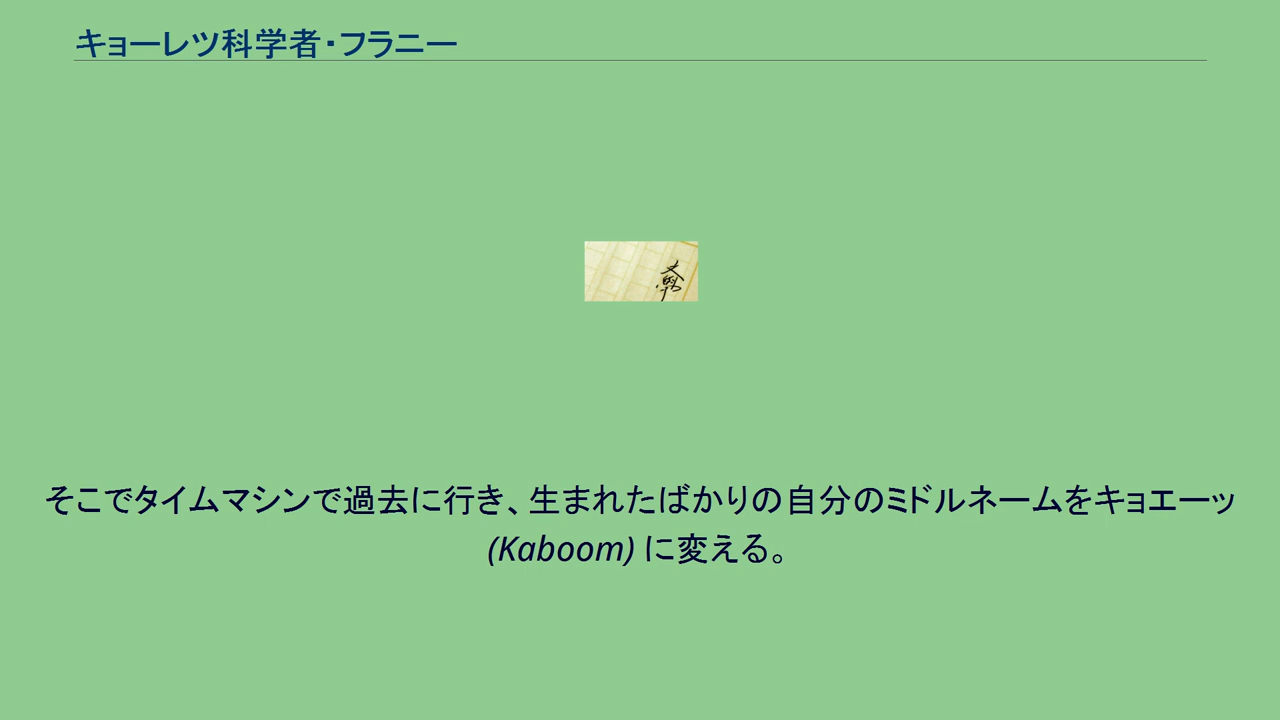 キョーレツ科学者・フラニー
そこでタイムマシンで過去に行き、生まれたばかりの自分のミドルネームをキョエーッ
(Kaboom) に変える。